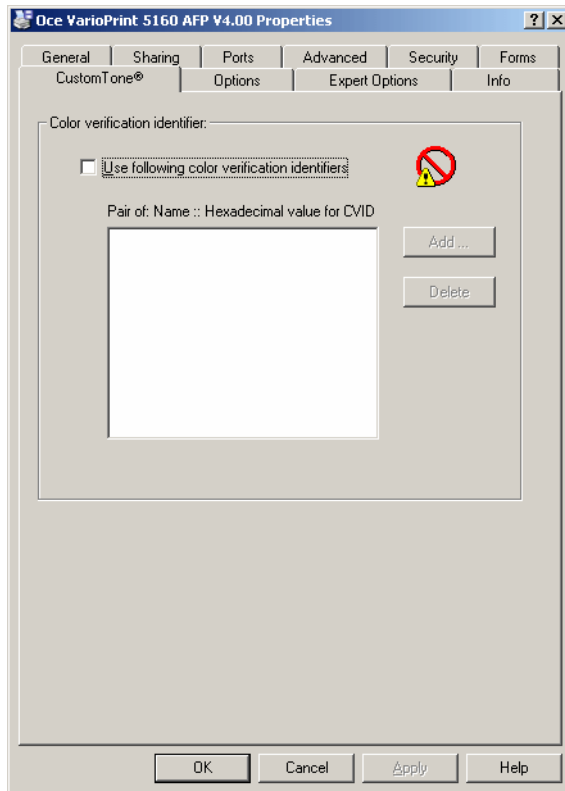 Oce VarioPrint 5160 AFP V4.00 Properties
General Sharing Ports Advanced Security Forms
CustomTone® Options Expert Options Info
Color verification identifier:
Use following color verification identifiers
Pair of: Name :: Hexadecimal value for CVID
Add ...
Delete
OK Cancel Apply Help